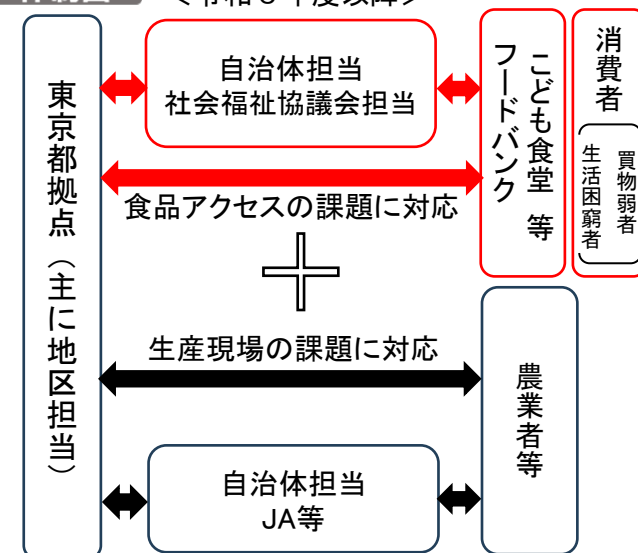 自治体担当
社会福祉協議会担当
東京都拠点（主に地区担当）
こども食堂 等
フードバンク
消費者
買物弱者
生活困窮者
食品アクセスの課題に対応
生産現場の課題に対応
農業者等
自治体担当
JA等